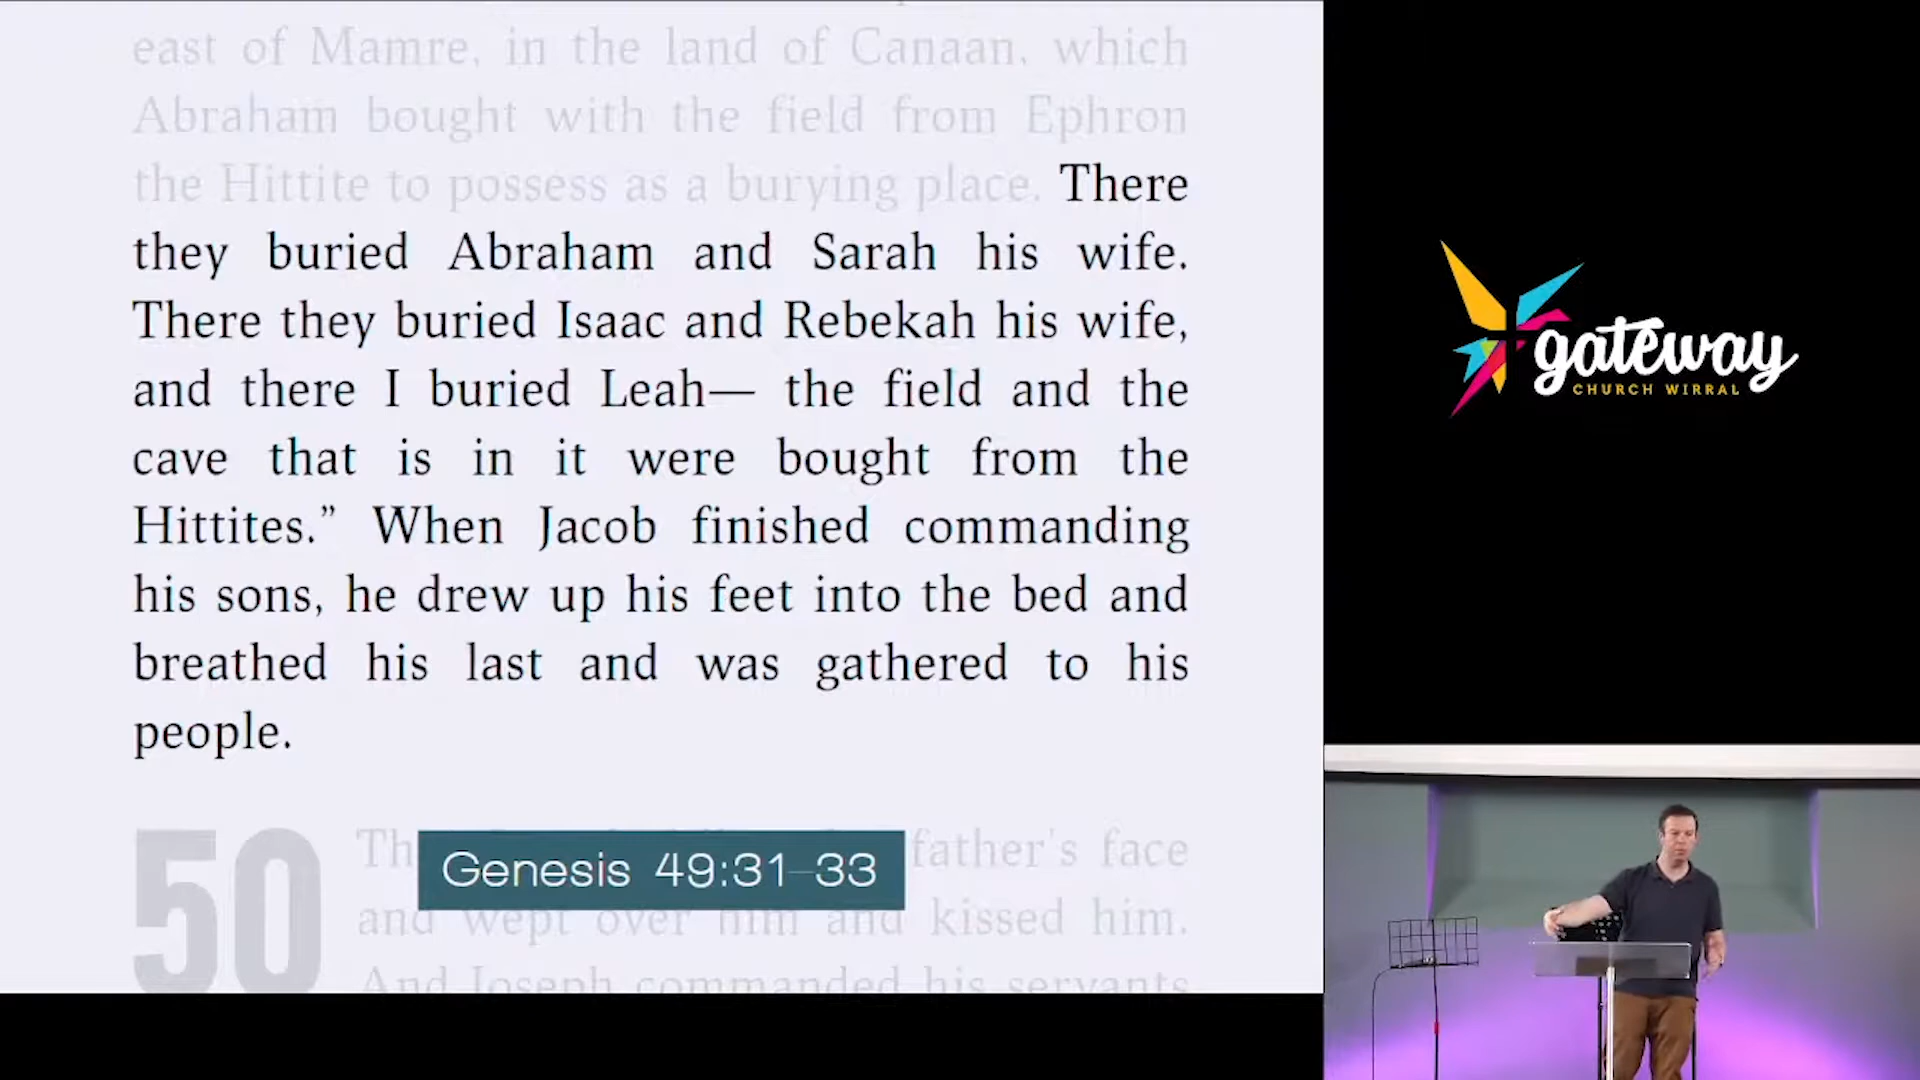 east of Mamre, in the land of Canaan, which
Abraham bought with the field from Ephron
the Hittite to possess as a burying place. There
they buried Abraham and Sarah his wife.
There they buried Isaac and Rebekah his wife,
and there I buried Leah— the field and the
cave that is in it were bought from the
Hittites.” When Jacob finished commanding
his sons, he drew up his feet into the bed and
breathed his last and was gathered to his
people.
50
father's face
and wept over him and kissed him.
And Joseph commanded his servants
Genesis 49:31–33
gateway
CHURCH WIRRAL